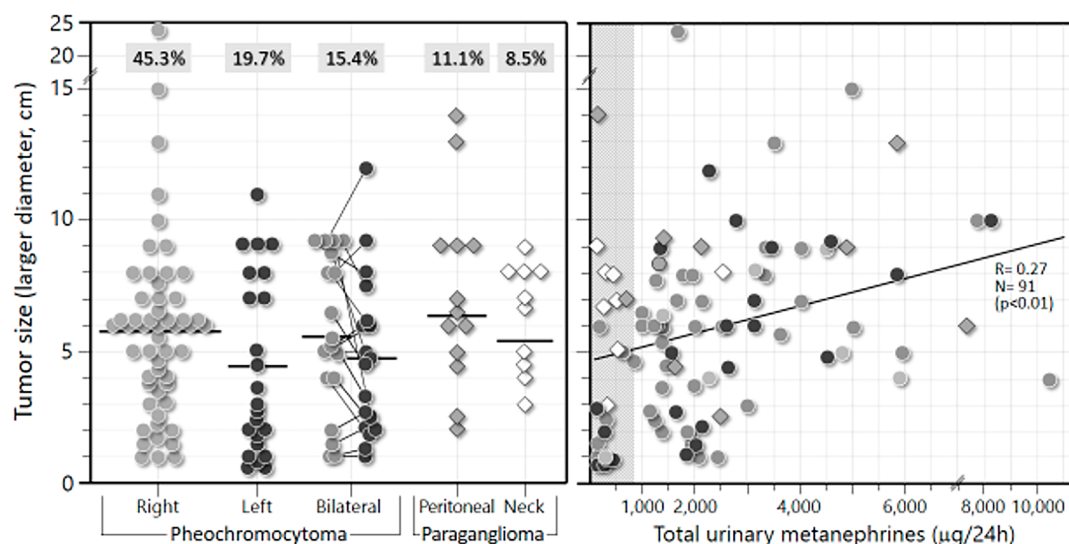 Tumor size (larger diameter, cm)
25
20
15
10
5
0
45.3%
19.7%
15.4%
11.1%
8.5%
Right
Left
Bilateral
Peritoneal
Neck
Pheochromocytoma
Paraganglioma
R= 0.27
N= 91
(p<0.01)
1,000
2,000
4,000
6,000
8,000
10,000
Total urinary metanephrines (µg/24h)